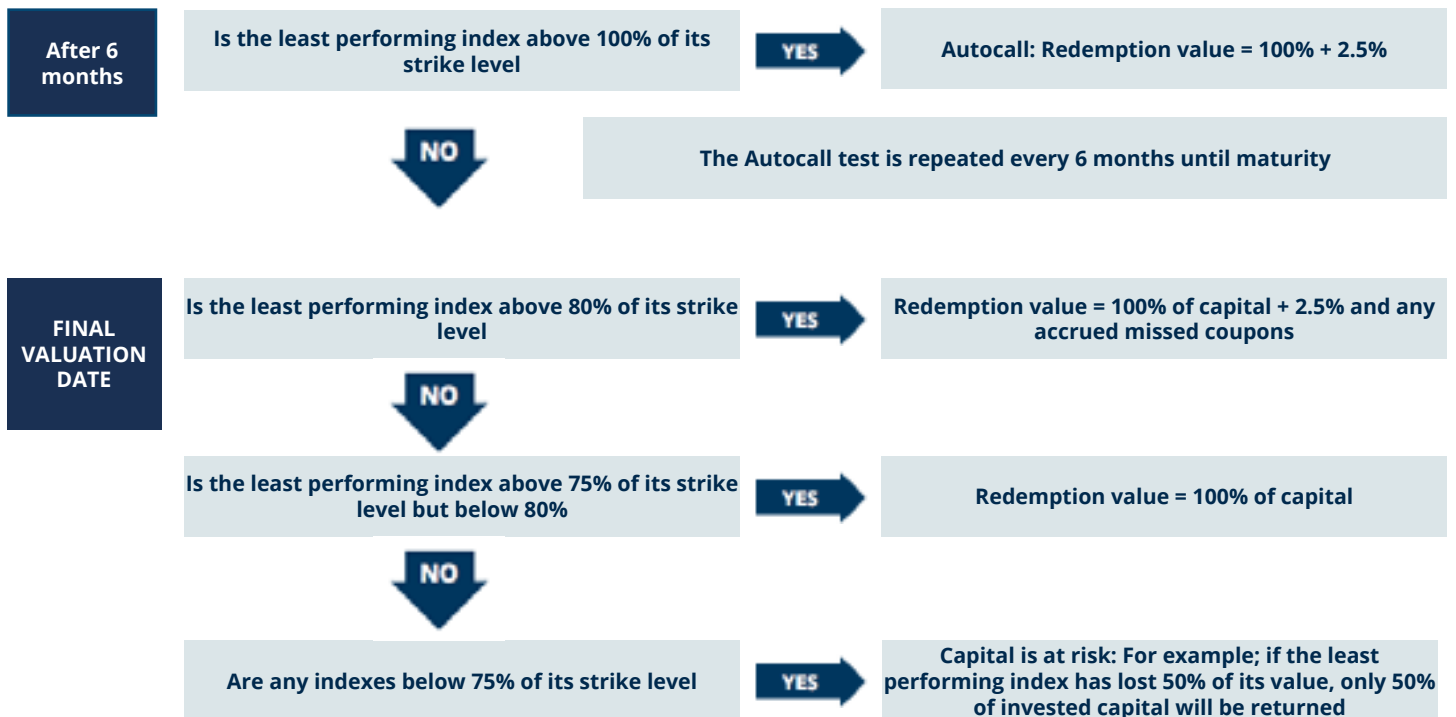 After 6
months
Is the least performing index above 100% of its
strike level
YES
Autocall: Redemption value = 100% + 2.5%
NO
The Autocall test is repeated every 6 months until maturity
FINAL
VALUATION
DATE
Is the least performing index above 80% of its strike
level
YES
Redemption value = 100% of capital + 2.5% and any
accrued missed coupons
NO
Is the least performing index above 75% of its strike
level but below 80%
YES
Redemption value = 100% of capital
NO
Are any indexes below 75% of its strike level
YES
Capital is at risk: For example; if the least
performing index has lost 50% of its value, only 50%
of invested capital will be returned